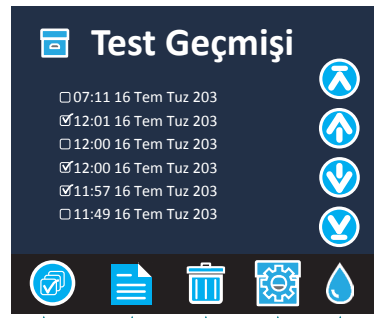 Test Geçmişi
07:11 16 Tem Tuz 203
12:01 16 Tem Tuz 203
12:00 16 Tem Tuz 203
12:00 16 Tem Tuz 203
11:57 16 Tem Tuz 203
11:49 16 Tem Tuz 203